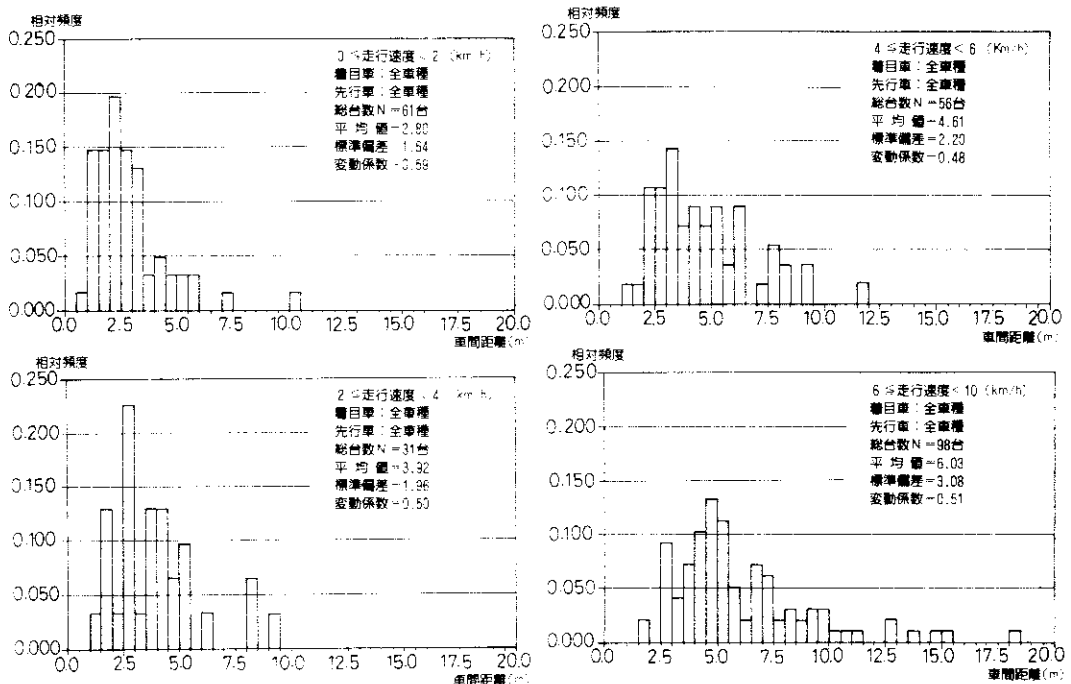 相対頻度
0.250
0.200
0.150
0.100
0.050
0.000
0.0 2.5 5.0 7.5 10.0 12.5 15.0 17.5 20.0
車間距離(m)
0≦走行速度<2 (km/h)
着目車:全車種
先行車:全車種
総台数N=61台
平均値=2.80
標準偏差=1.64
変動係数=0.59
相対頻度
0.250
0.200
0.150
0.100
0.050
0.000
0.0 2.5 5.0 7.5 10.0 12.5 15.0 17.5 20.0
車間距離(m)
4≦走行速度<6 (Km/h)
着目車:全車種
先行車:全車種
総台数N=56台
平均値=4.61
標準偏差=2.20
変動係数=0.48
相対頻度
0.250
0.200
0.150
0.100
0.050
0.000
0.0 2.5 5.0 7.5 10.0 12.5 15.0 17.5 20.0
車間距離(m)
2≦走行速度<4 (km/h)
着目車:全車種
先行車:全車種
総台数N=31台
平均値=3.92
標準偏差=1.96
変動係数=0.50
相対頻度
0.250
0.200
0.150
0.100
0.050
0.000
0.0 2.5 5.0 7.5 10.0 12.5 15.0 17.5 20.0
車間距離(m)
6≦走行速度<10 (km/h)
着目車:全車種
先行車:全車種
総台数N=98台
平均値=6.03
標準偏差=3.08
変動係数=0.51